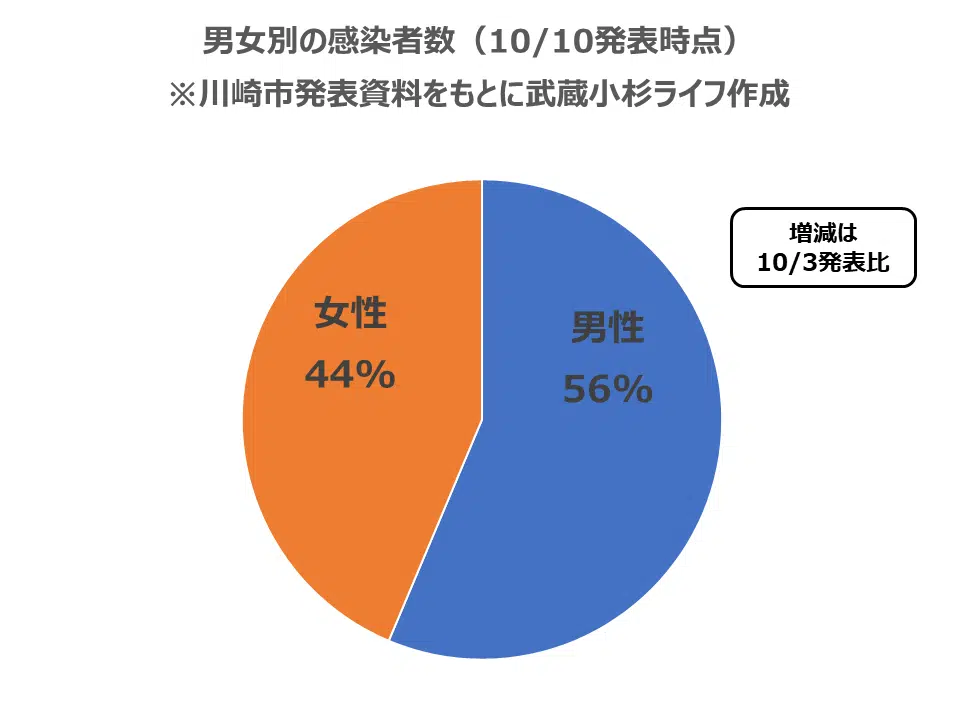 男女別の感染者数（10/10発表時点）
※川崎市発表資料をもとに武蔵小杉ライフ作成
増減は
10/3発表比
女性
44%
男性
56%